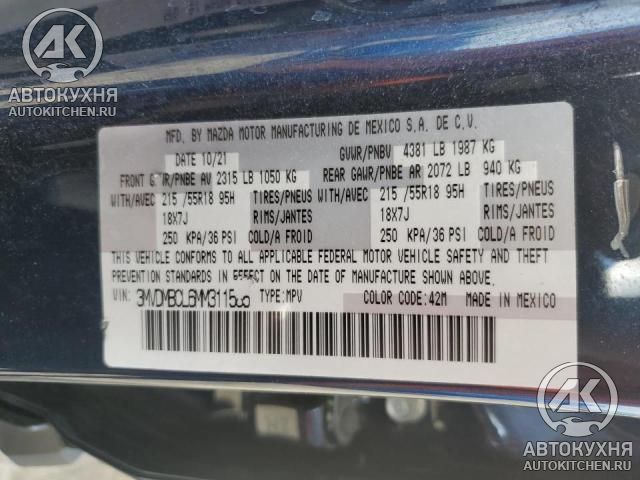 АК
АВТОКУХНЯ
AUTOKITCHEN.RU
MFD. BY MAZDA MOTOR MANUFACTURING DE MEXICO S.A. DE C.V.
DATE 10/21 GVWR/PNBV 4381 LB 1987 KG
FRONT GAWR/PNBE AV 2315 LB 1050 KG REAR GAWR/PNBE AR 2072 LB 940 KG
WITH/AVEC 215 /55R18 95H TIRES/PNEUS WITH/AVEC 215 /55R18 95H TIRES/PNEUS
18X7J RIMS/JANTES 18X7J RIMS/JANTES
250 KPA/36 PSI COLD/A FROID 250 KPA/36 PSI COLD/A FROID
THIS VEHICLE CONFORMS TO ALL APPLICABLE FEDERAL MOTOR VEHICLE SAFETY AND THEFT
PREVENTION STANDARDS IN EFFECT ON THE DATE OF MANUFACTURE SHOWN ABOVE.
VIN: TYPE:MPV COLOR CODE:42M MADE IN MEXICO
АК
АВТОКУХНЯ
AUTOKITCHEN.RU